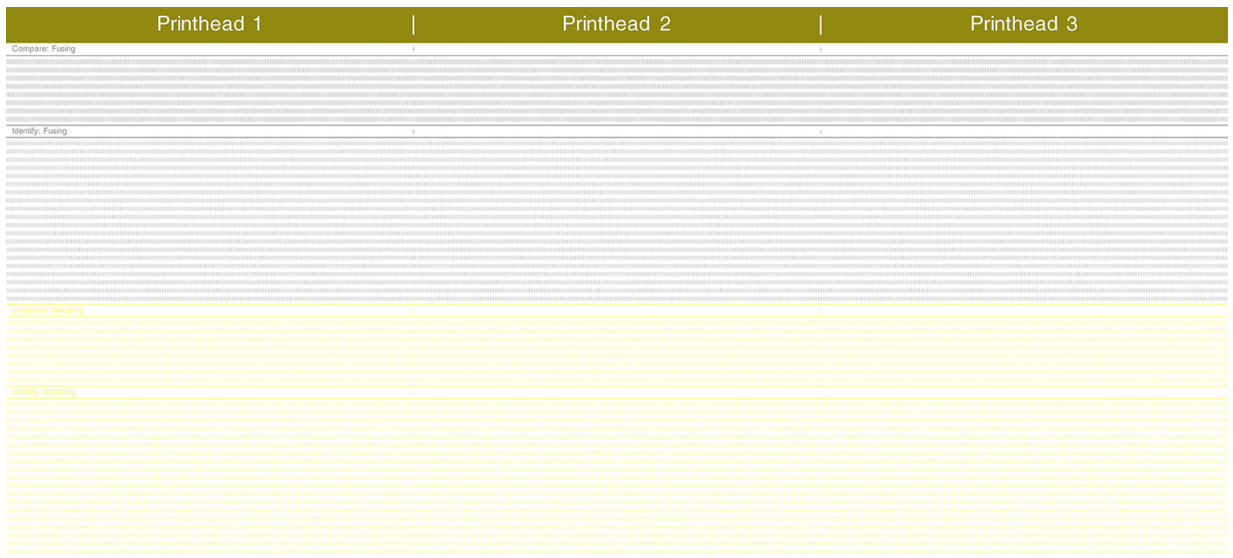 Printhead 1 | Printhead 2 | Printhead 3
Compare: Fusing
Identify: Fusing
Compare: Detailing
Identify: Detailing